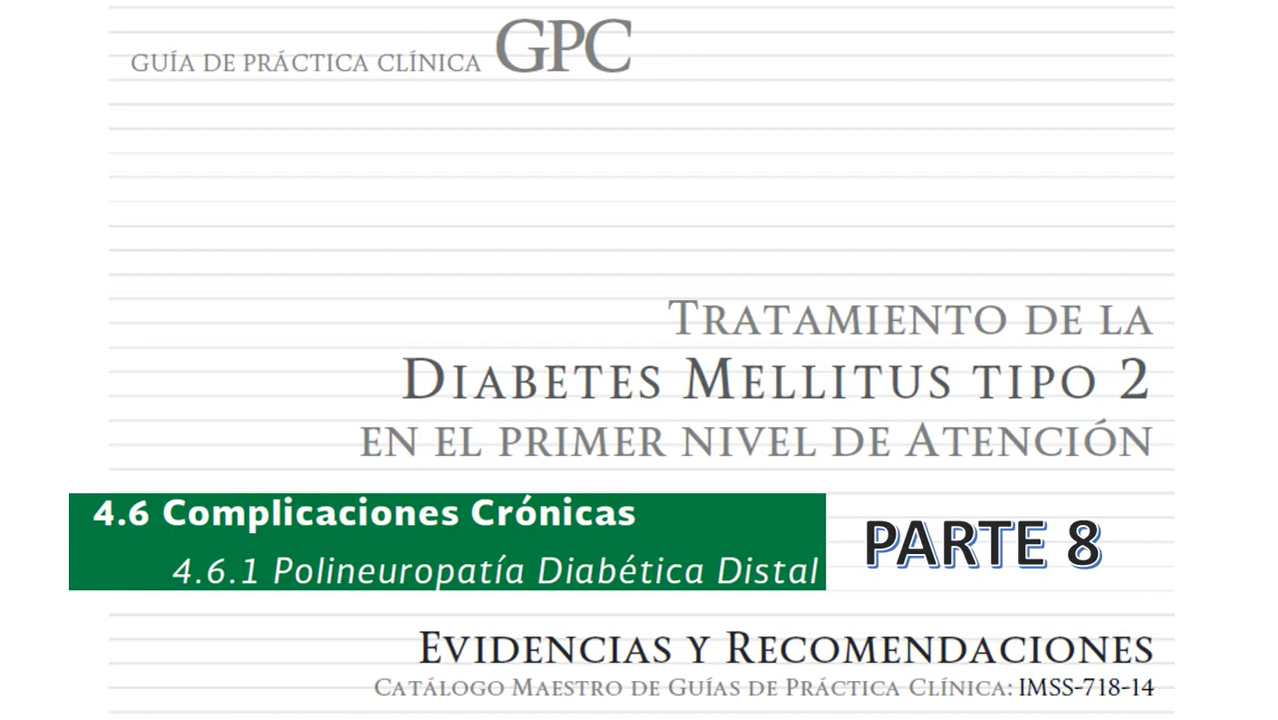 GUÍA DE PRÁCTICA CLÍNICA GPC
TRATAMIENTO DE LA
DIABETES MELLITUS TIPO 2
EN EL PRIMER NIVEL DE ATENCIÓN
4.6 Complicaciones Crónicas
4.6.1 Polineuropatía Diabética Distal
PARTE 8
EVIDENCIAS Y RECOMENDACIONES
CATÁLOGO MAESTRO DE GUÍAS DE PRÁCTICA CLÍNICA: IMSS-718-14